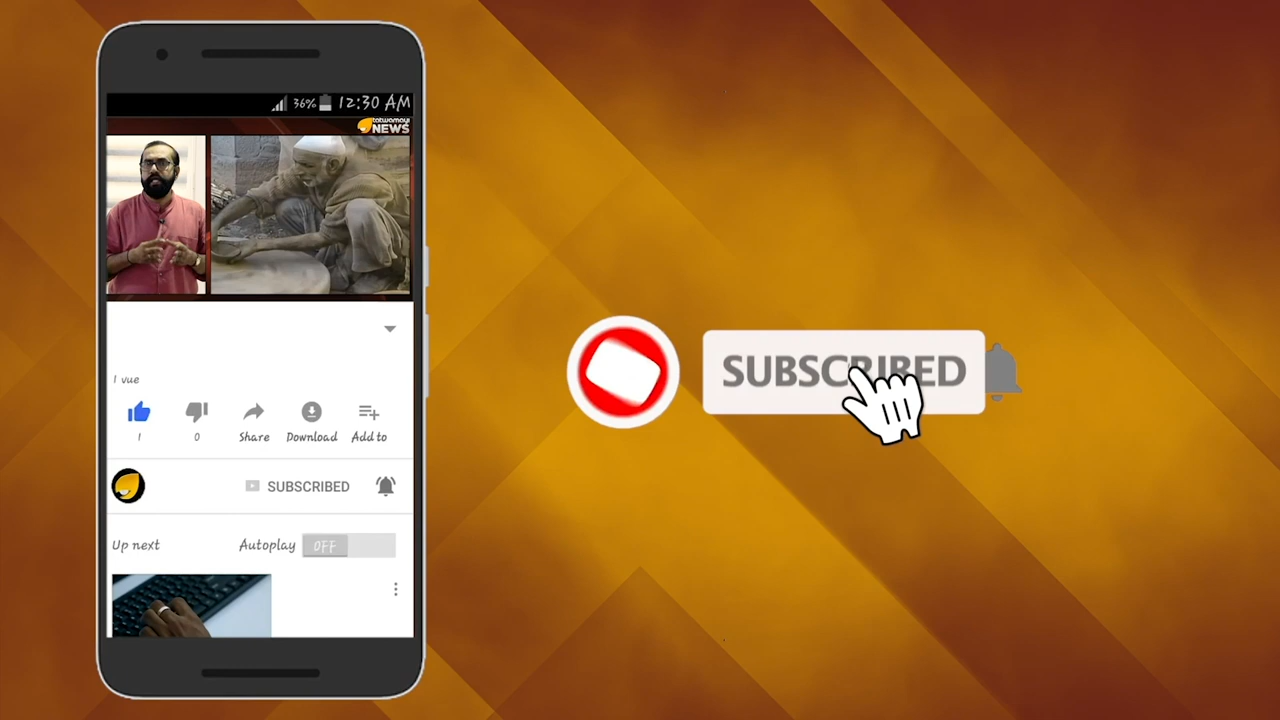 36% 12:30 AM
tatwamayi
NEWS
1 vue
1
0
Share
Download
Add to
SUBSCRIBED
Up next
Autoplay
OFF
SUBSCRIBED